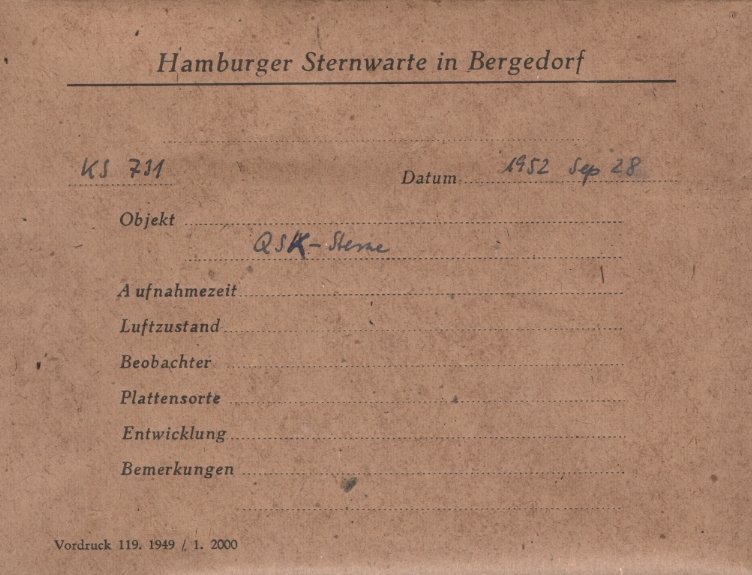 Hamburger Sternwarte in Bergedorf
KS 731 Datum 1952 Sep 28
Objekt
QSK-Sterne
Aufnahmezeit
Luftzustand
Beobachter
Plattensorte
Entwicklung
Bemerkungen
Vordruck 119. 1949 / 1. 2000